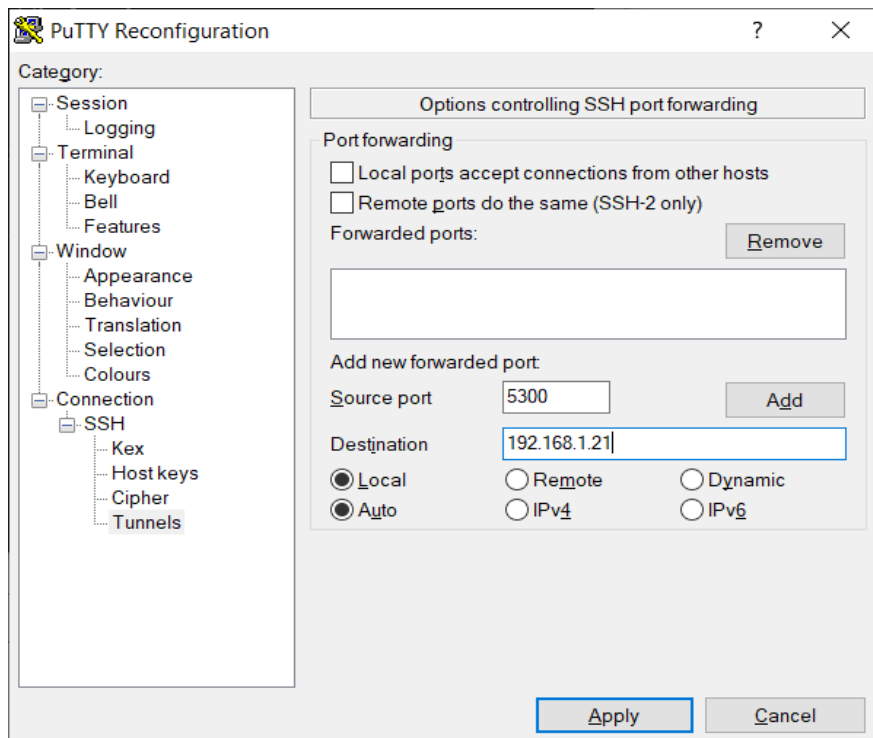 PuTTY Reconfiguration
?
Category:
Session
Logging
Terminal
Keyboard
Bell
Features
Window
Appearance
Behaviour
Translation
Selection
Colours
Connection
SSH
Kex
Host keys
Cipher
Tunnels
Options controlling SSH port forwarding
Port forwarding
Local ports accept connections from other hosts
Remote ports do the same (SSH-2 only)
Forwarded ports:
Remove
Add new forwarded port:
Source port 5300 Add
Destination 192.168.1.21
Local Remote Dynamic
Auto IPv4 IPv6
Apply Cancel